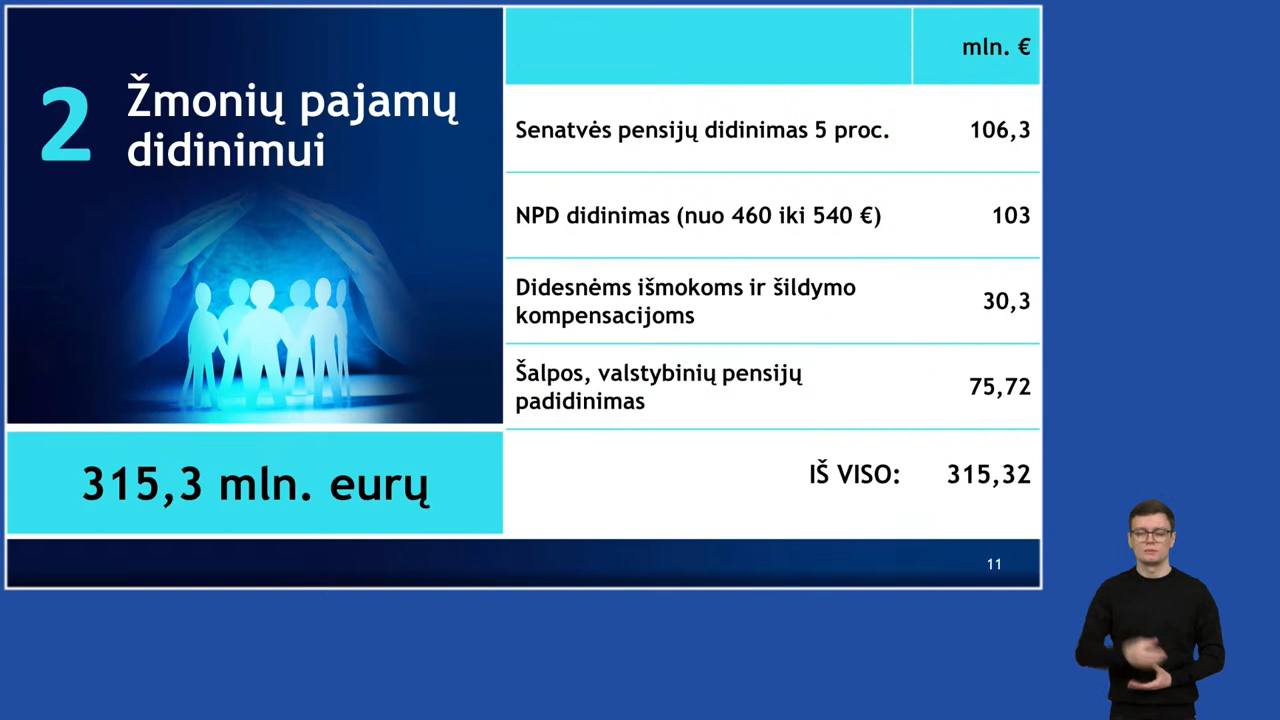 2
Žmonių pajamų
didinimui
315,3 mln. eurų
mln. €
Senatvės pensijų didinimas 5 proc. 106,3
NPD didinimas (nuo 460 iki 540 €) 103
Didesnėms išmokoms ir šildymo
kompensacijoms 30,3
Šalpos, valstybinių pensijų
padidinimas 75,72
IŠ VISO: 315,32
11